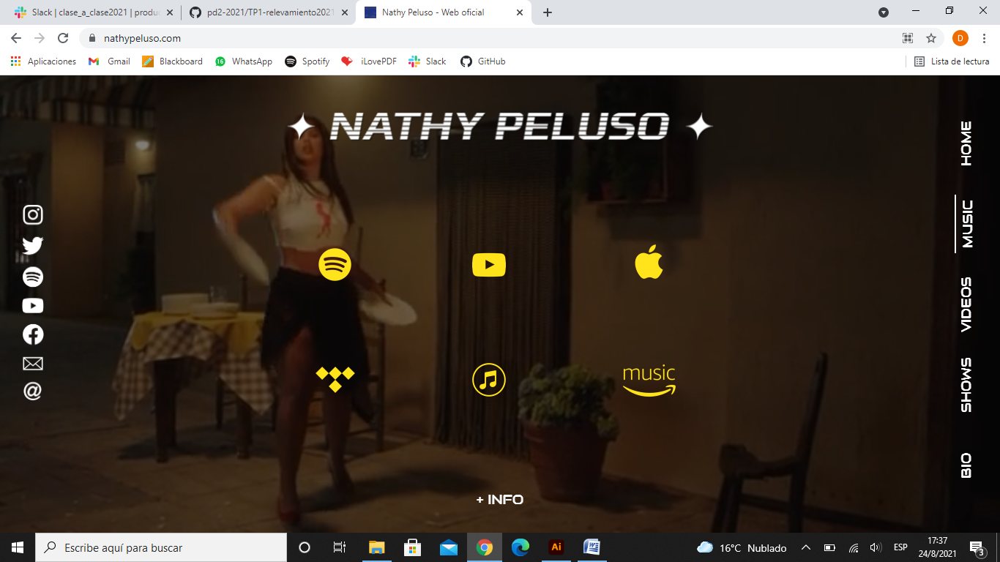 Slack | clase_a_clase2021 | produ
pd2-2021/TP1-relevamiento2021
Nathy Peluso - Web oficial
nathypeluso.com
D
Aplicaciones
Gmail
Blackboard
16
WhatsApp
Spotify
iLovePDF
Slack
GitHub
Lista de lectura
NATHY PELUSO
HOME
MUSIC
VIDEOS
SHOWS
BIO
@
music
+ INFO
Escribe aquí para buscar
Ai
W
16°C Nublado
ESP
17:37
24/8/2021
3